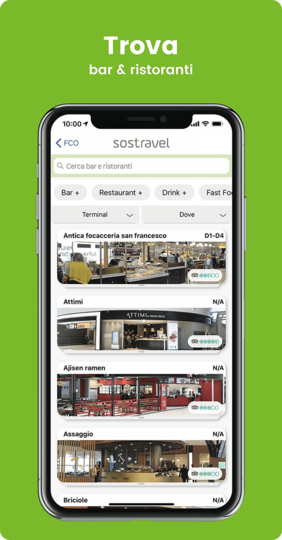 Trova
bar & ristoranti
10:00
FCO
sostravel
Cerca bar e ristoranti
Bar +
Restaurant +
Drink +
Fast Foo
Terminal
Dove
Antica focacceria san francesco
D1-D4
Attimi
N/A
ATTIMI
Ajisen ramen
N/A
Assaggio
N/A
Briciole
N/A